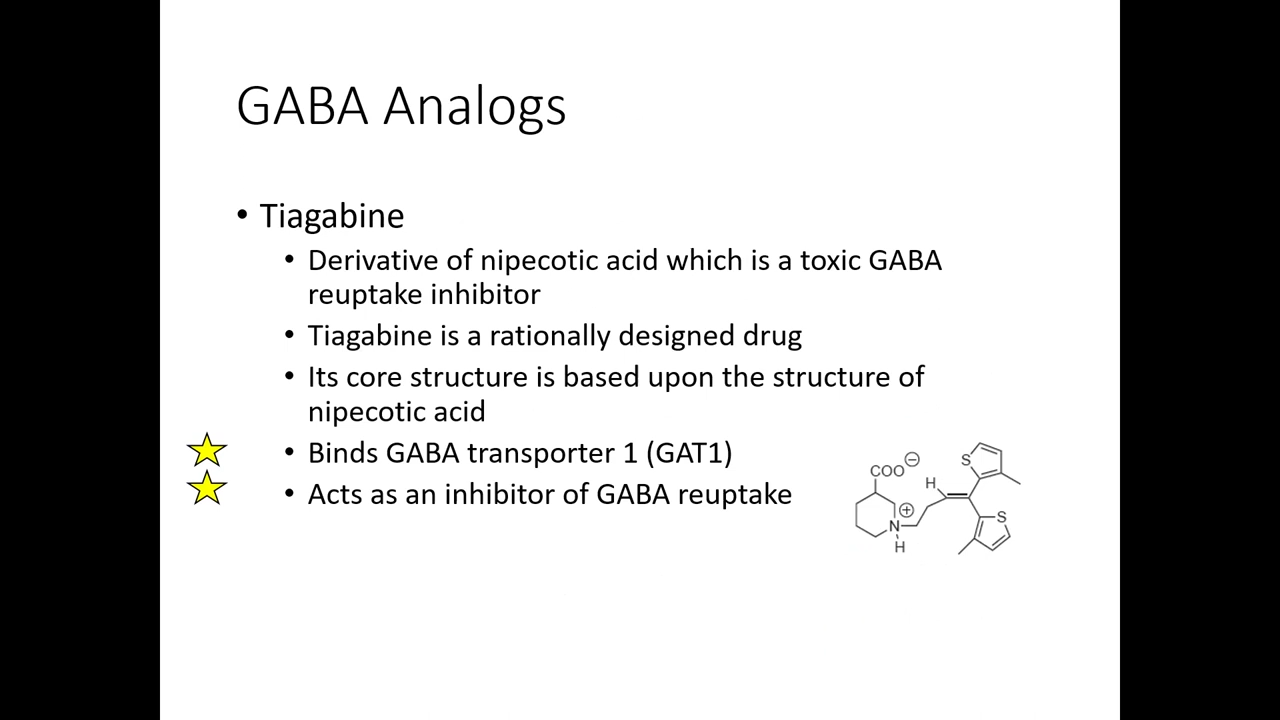 GABA Analogs
• Tiagabine
• Derivative of nipecotic acid which is a toxic GABA
reuptake inhibitor
• Tiagabine is a rationally designed drug
• Its core structure is based upon the structure of
nipecotic acid
• Binds GABA transporter 1 (GAT1)
• Acts as an inhibitor of GABA reuptake
COO⊖
H
S
N⊕
H
S